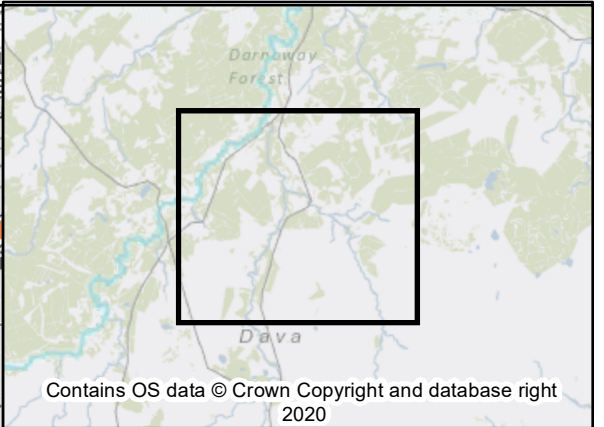 Darnaway
Forest
Dava
Contains OS data © Crown Copyright and database right
2020